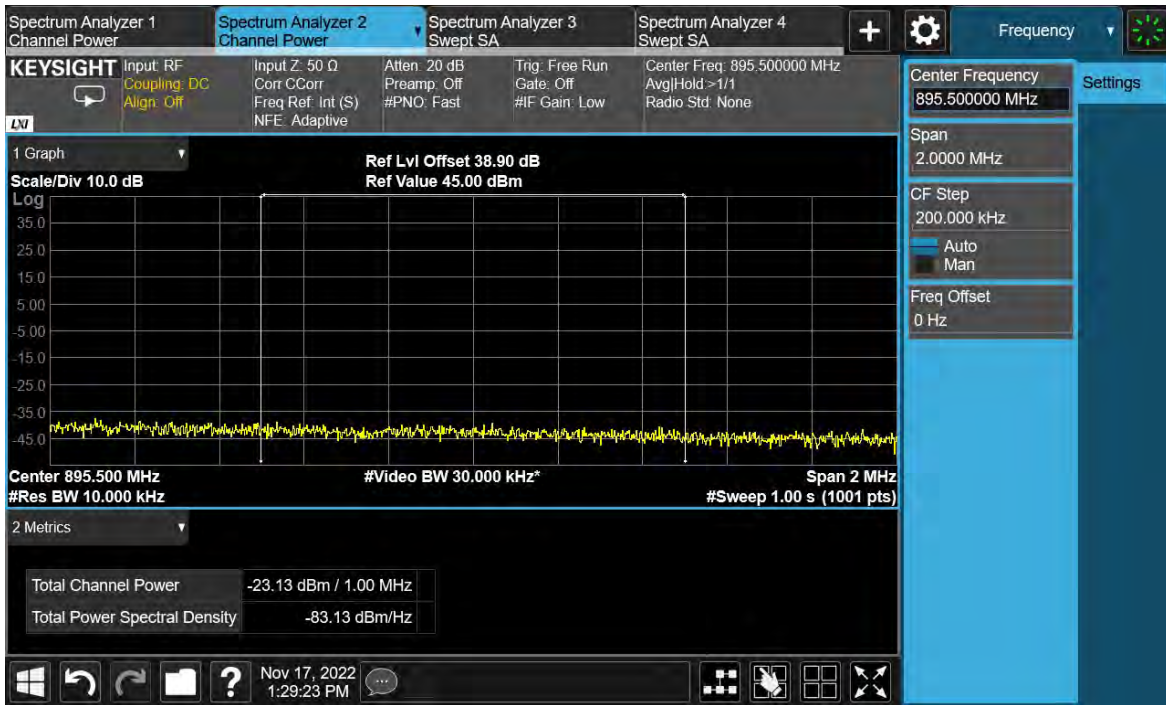 Spectrum Analyzer 1
Channel Power
Spectrum Analyzer 2
Channel Power
Spectrum Analyzer 3
Swept SA
Spectrum Analyzer 4
Swept SA
+
Frequency
KEYSIGHT
LXI
Input: RF
Coupling: DC
Align: Off
Input Z: 50 Ω
Corr CCorr
Freq Ref: Int (S)
NFE: Adaptive
Atten: 20 dB
Preamp: Off
#PNO: Fast
Trig: Free Run
Gate: Off
#IF Gain: Low
Center Freq: 895.500000 MHz
Avg|Hold:>1/1
Radio Std: None
1 Graph
Scale/Div 10.0 dB
Ref Lvl Offset 38.90 dB
Ref Value 45.00 dBm
Log
35.0
25.0
15.0
5.00
-5.00
-15.0
-25.0
-35.0
-45.0
Center 895.500 MHz
#Video BW 30.000 kHz*
Span 2 MHz
#Res BW 10.000 kHz
#Sweep 1.00 s (1001 pts)
2 Metrics
Total Channel Power -23.13 dBm / 1.00 MHz
Total Power Spectral Density -83.13 dBm/Hz
?
Nov 17, 2022
1:29:23 PM
Center Frequency
895.500000 MHz
Span
2.0000 MHz
CF Step
200.000 kHz
Auto
Man
Freq Offset
0 Hz
Settings